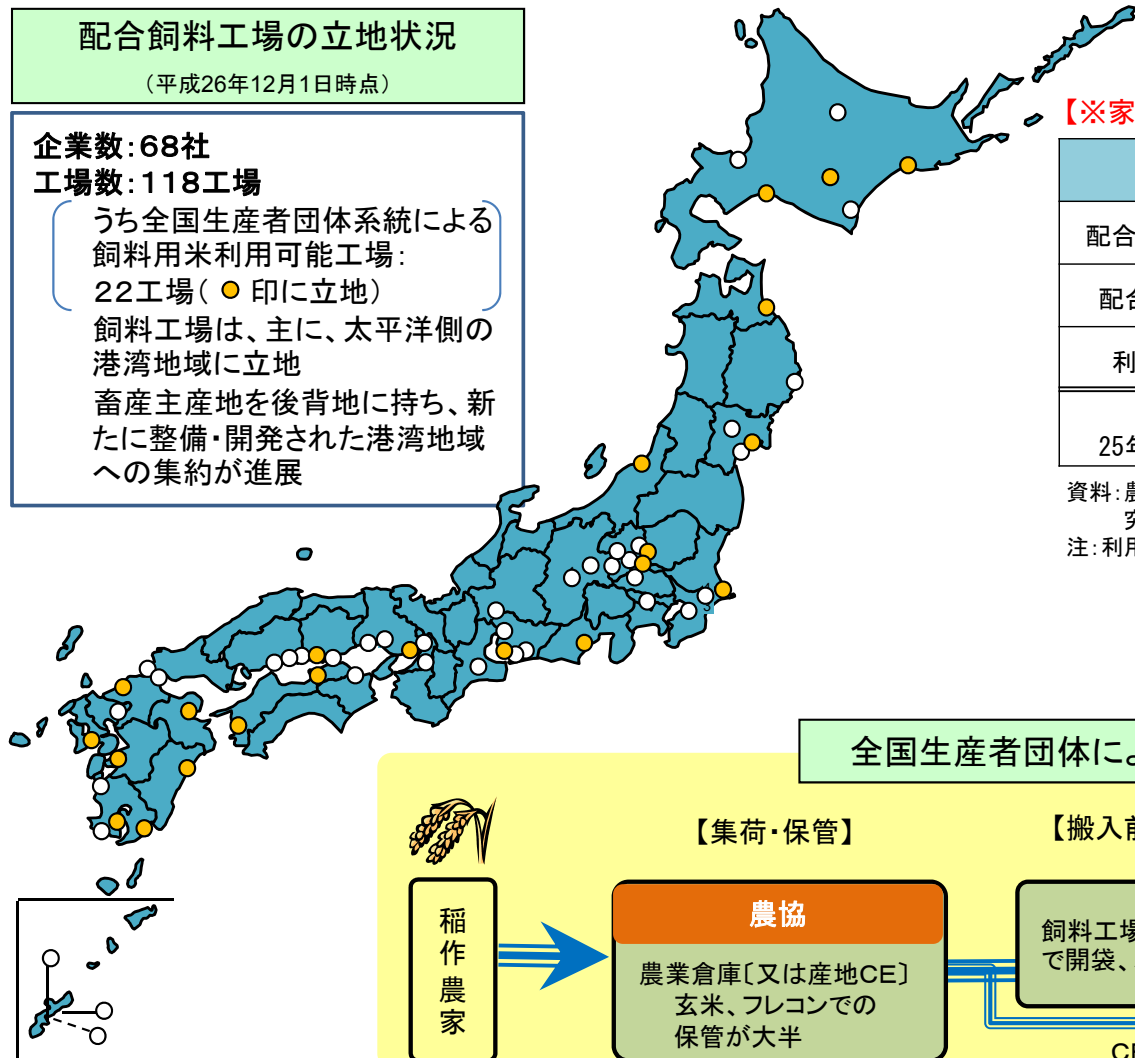 配合飼料工場の立地状況
（平成26年12月1日時点）
企業数：68社
工場数：118工場
うち全国生産者団体系統による
飼料用米利用可能工場：
22工場（ 印に立地）
飼料工場は、主に、太平洋側の
港湾地域に立地
畜産主産地を後背地に持ち、新
たに整備・開発された港湾地域
への集約が進展
【※家
配合
配合
利
25年
資料：農
注：利用
全国生産者団体によ
【集荷・保管】
【搬入前
稲作農家
農協
農業倉庫〔又は産地CE〕
玄米、フレコンでの
保管が大半
飼料工場
で開袋、